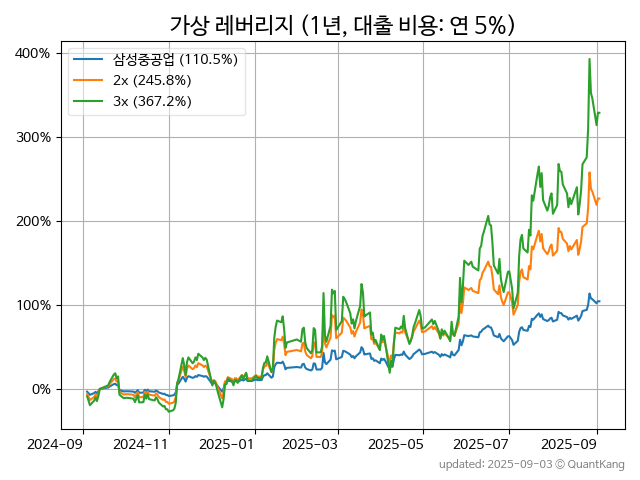 가상 레버리지 (1년, 대출 비용: 연 5%)
삼성중공업 (110.5%)
2x (245.8%)
3x (367.2%)
400%
300%
200%
100%
0%
2024-09 2024-11 2025-01 2025-03 2025-05 2025-07 2025-09
updated: 2025-09-03 © QuantKang